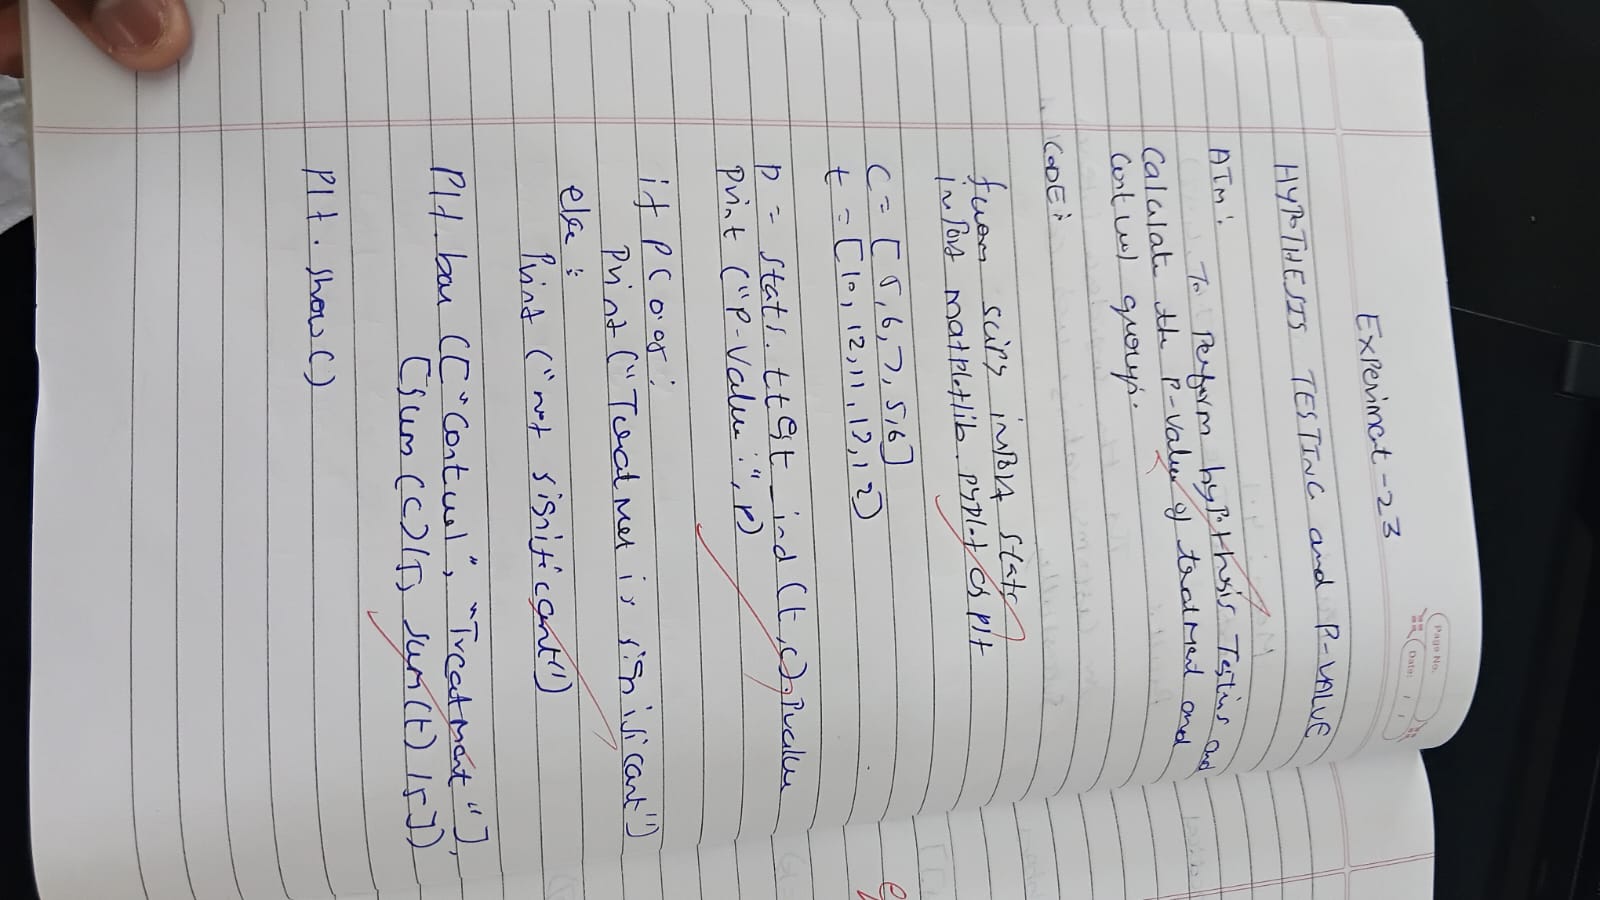 Page No.
Date: / /
Experiment-23
HYPOTHESIS TESTING and P-VALUE
AIM:
To Perform hypothesis Testing and
Calculate the P-value of treatment and
Control groups.
CODE:
from scipy import stats
import matplotlib.pyplot as plt
C = [5,6,7,5,6]
t = [10,12,11,13,12]
P = stats.ttest_ind(t,c).pvalue
Print ("P-Value:",P)
if P<0.05:
Print("Treatment is significant")
else:
Print ("not significant")
Plt.bar (["Control", "Treatment"],
[sum(c)/5, sum(t)/5])
Plt.show()